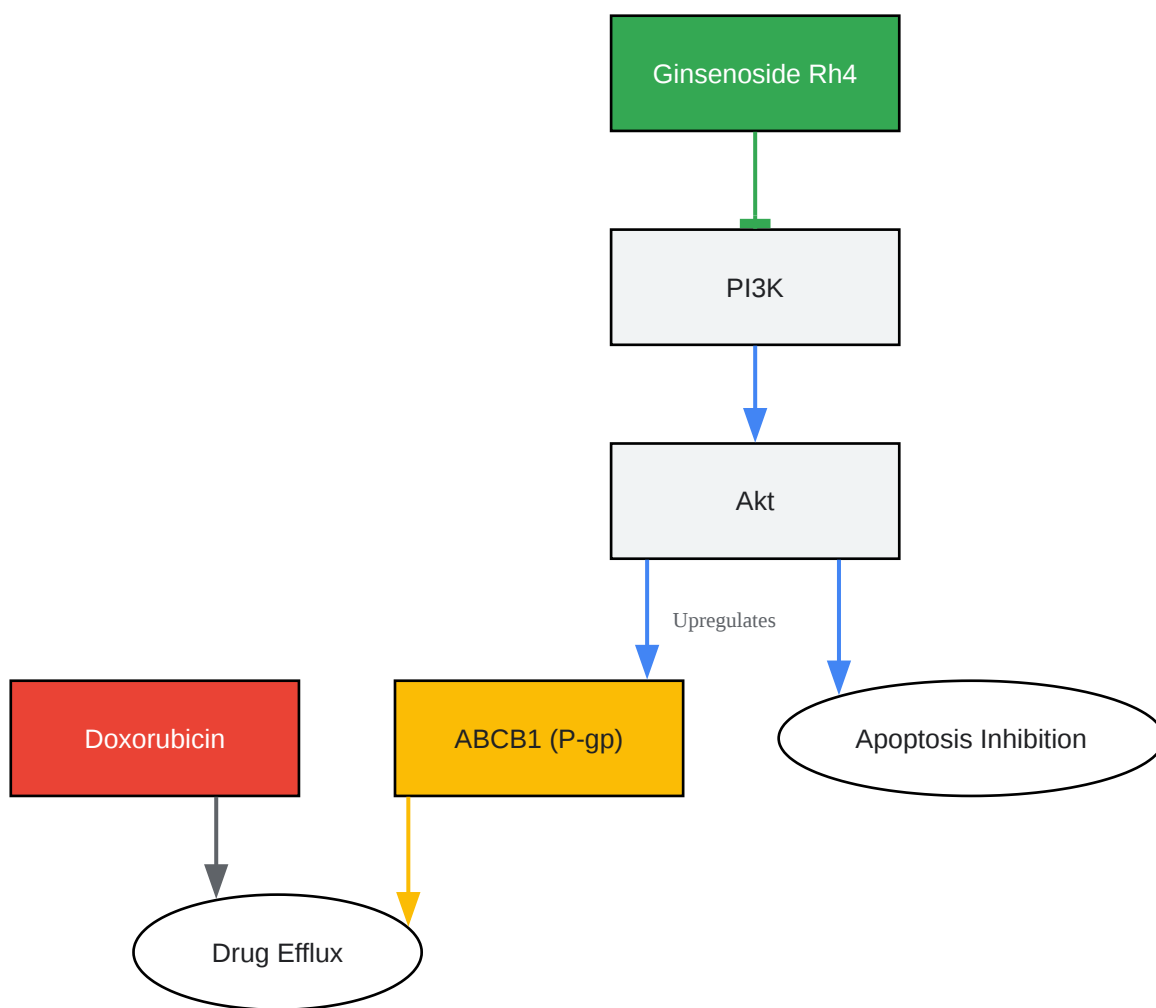 Ginsenoside Rh4
PI3K
Akt
Upregulates
Doxorubicin
ABCB1 (P-gp)
Apoptosis Inhibition
Drug Efflux